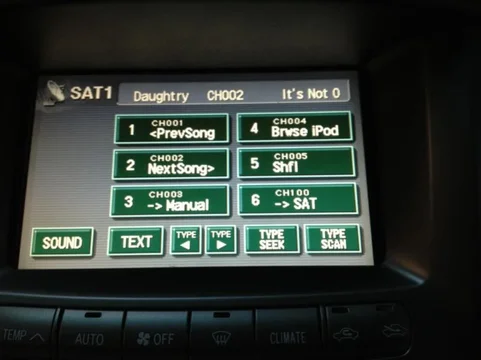 SAT1 Daughtry CH002 It's Not O
1 CH001 <PrevSong
4 CH004 Brwse iPod
2 CH002 NextSong>
5 CH005 Shfl
3 CH003 -> Manual
6 CH100 -> SAT
SOUND TEXT TYPE ◄ TYPE ► TYPE SEEK TYPE SCAN
TEMP ∧ AUTO OFF CLIMATE